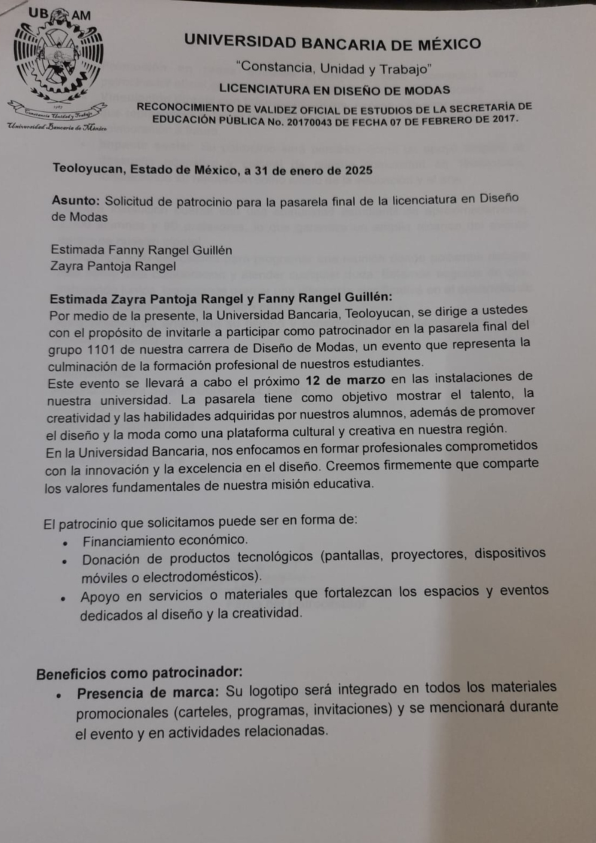 UB AM
Constancia, Unidad y Trabajo
Universidad Bancaria de México
UNIVERSIDAD BANCARIA DE MÉXICO
"Constancia, Unidad y Trabajo"
LICENCIATURA EN DISEÑO DE MODAS
RECONOCIMIENTO DE VALIDEZ OFICIAL DE ESTUDIOS DE LA SECRETARÍA DE
EDUCACIÓN PÚBLICA No. 20170043 DE FECHA 07 DE FEBRERO DE 2017.
Teoloyucan, Estado de México, a 31 de enero de 2025
Asunto: Solicitud de patrocinio para la pasarela final de la licenciatura en Diseño
de Modas
Estimada Fanny Rangel Guillén
Zayra Pantoja Rangel
Estimada Zayra Pantoja Rangel y Fanny Rangel Guillén:
Por medio de la presente, la Universidad Bancaria, Teoloyucan, se dirige a ustedes
con el propósito de invitarle a participar como patrocinador en la pasarela final del
grupo 1101 de nuestra carrera de Diseño de Modas, un evento que representa la
culminación de la formación profesional de nuestros estudiantes.
Este evento se llevará a cabo el próximo 12 de marzo en las instalaciones de
nuestra universidad. La pasarela tiene como objetivo mostrar el talento, la
creatividad y las habilidades adquiridas por nuestros alumnos, además de promover
el diseño y la moda como una plataforma cultural y creativa en nuestra región.
En la Universidad Bancaria, nos enfocamos en formar profesionales comprometidos
con la innovación y la excelencia en el diseño. Creemos firmemente que comparte
los valores fundamentales de nuestra misión educativa.
El patrocinio que solicitamos puede ser en forma de:
• Financiamiento económico.
• Donación de productos tecnológicos (pantallas, proyectores, dispositivos
móviles o electrodomésticos).
• Apoyo en servicios o materiales que fortalezcan los espacios y eventos
dedicados al diseño y la creatividad.
Beneficios como patrocinador:
• Presencia de marca: Su logotipo será integrado en todos los materiales
promocionales (carteles, programas, invitaciones) y se mencionará durante
el evento y en actividades relacionadas.